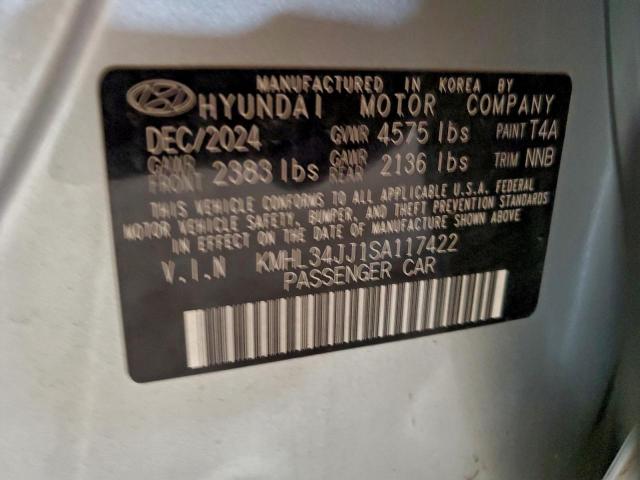 MANUFACTURED IN KOREA BY
HYUNDAI MOTOR COMPANY
DEC/2024 GVWR 4575 lbs PAINT T4A
GAWR FRONT 2383 lbs GAWR REAR 2136 lbs TRIM NNB
THIS VEHICLE CONFORMS TO ALL APPLICABLE U.S.A. FEDERAL
MOTOR VEHICLE SAFETY, BUMPER, AND THEFT PREVENTION STANDARDS
IN EFFECT ON THE DATE OF MANUFACTURE SHOWN ABOVE
V.I.N KMHL34JJ1SA117422
PASSENGER CAR